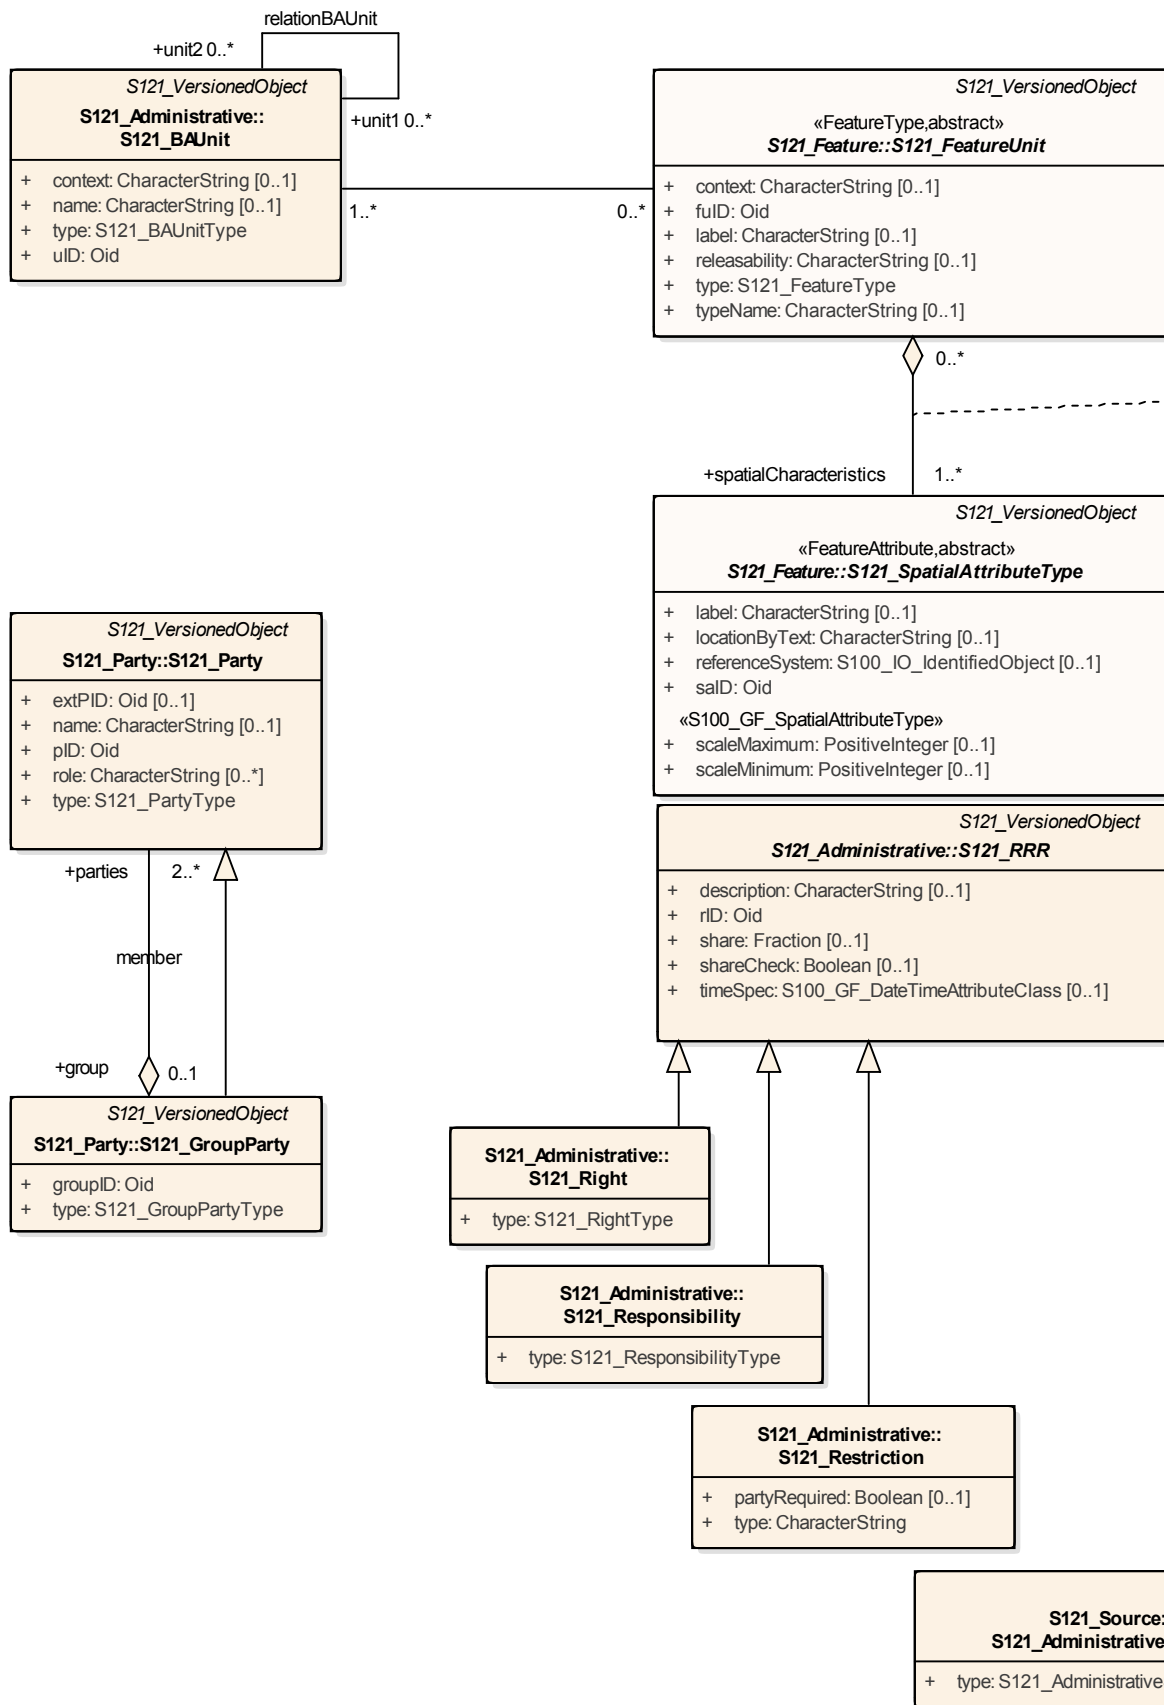 relationBAUnit
+unit2 0..*
S121_VersionedObject
S121_Administrative::
S121_BAUnit
+unit1 0..*
+ context: CharacterString [0..1]
+ name: CharacterString [0..1]
+ type: S121_BAUnitType
+ uID: Oid
1..*
0..*
S121_VersionedObject
«FeatureType,abstract»
S121_Feature::S121_FeatureUnit
+ context: CharacterString [0..1]
+ fuID: Oid
+ label: CharacterString [0..1]
+ releasability: CharacterString [0..1]
+ type: S121_FeatureType
+ typeName: CharacterString [0..1]
0..*
+spatialCharacteristics
1..*
S121_VersionedObject
«FeatureAttribute,abstract»
S121_Feature::S121_SpatialAttributeType
+ label: CharacterString [0..1]
+ locationByText: CharacterString [0..1]
+ referenceSystem: S100_IO_IdentifiedObject [0..1]
+ saID: Oid
«S100_GF_SpatialAttributeType»
+ scaleMaximum: PositiveInteger [0..1]
+ scaleMinimum: PositiveInteger [0..1]
S121_VersionedObject
S121_Party::S121_Party
+ extPID: Oid [0..1]
+ name: CharacterString [0..1]
+ pID: Oid
+ role: CharacterString [0..*]
+ type: S121_PartyType
+parties
2..*
member
+group
0..1
S121_VersionedObject
S121_Party::S121_GroupParty
+ groupID: Oid
+ type: S121_GroupPartyType
S121_VersionedObject
S121_Administrative::S121_RRR
+ description: CharacterString [0..1]
+ rID: Oid
+ share: Fraction [0..1]
+ shareCheck: Boolean [0..1]
+ timeSpec: S100_GF_DateTimeAttributeClass [0..1]
S121_Administrative::
S121_Right
+ type: S121_RightType
S121_Administrative::
S121_Responsibility
+ type: S121_ResponsibilityType
S121_Administrative::
S121_Restriction
+ partyRequired: Boolean [0..1]
+ type: CharacterString
S121_Source:
S121_Administrative
+ type: S121_Administrative